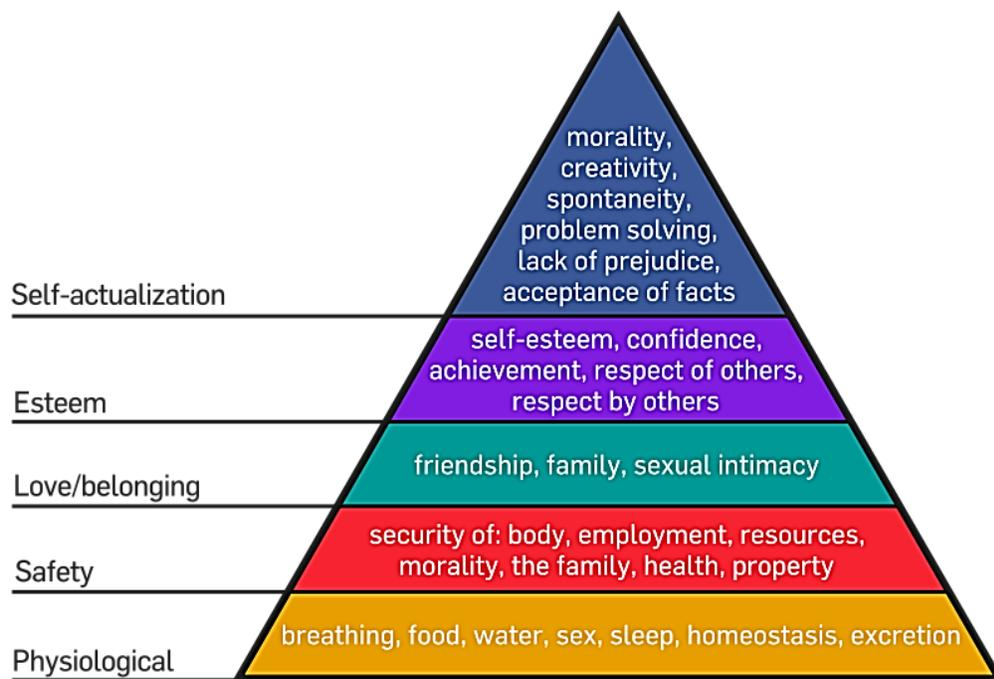 morality,
creativity,
spontaneity,
problem solving,
lack of prejudice,
acceptance of facts
Self-actualization
self-esteem, confidence,
achievement, respect of others,
respect by others
Esteem
friendship, family, sexual intimacy
Love/belonging
security of: body, employment, resources,
morality, the family, health, property
Safety
breathing, food, water, sex, sleep, homeostasis, excretion
Physiological